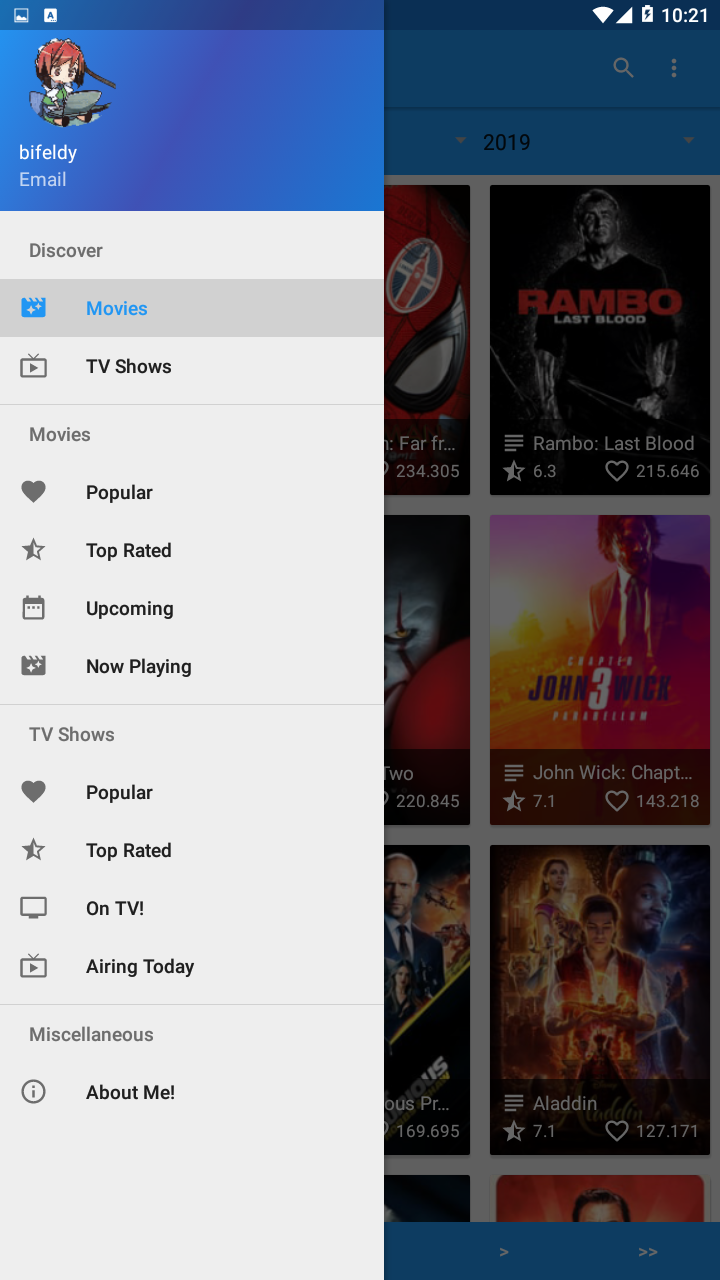 10:21
bifeldy
Email
2019
Discover
Movies
TV Shows
Movies
Popular
Top Rated
Upcoming
Now Playing
TV Shows
Popular
Top Rated
On TV!
Airing Today
Miscellaneous
About Me!
: Far fr...
234.305
RAMBO
LAST BLOOD
Rambo: Last Blood
6.3
215.646
Two
220.845
CHAPTER
JOHN 3 WICK
PARABELLUM
John Wick: Chapt...
7.1
143.218
ous Pr...
169.695
Aladdin
Aladdin
7.1
127.171
>
>>